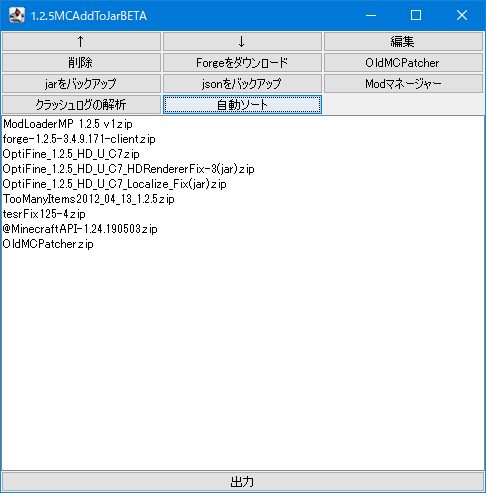 1.2.5MCAddToJarBETA
↑ ↓ 編集
削除 Forgeをダウンロード OldMCPatcher
jarをバックアップ jsonをバックアップ Modマネージャー
クラッシュログの解析 自動ソート
ModLoaderMP 1.2.5 v1.zip
forge-1.2.5-3.4.9.171-client.zip
OptiFine_1.2.5_HD_U_C7.zip
OptiFine_1.2.5_HD_U_C7_HDRendererFix-3(jar).zip
OptiFine_1.2.5_HD_U_C7_Localize_Fix(jar).zip
TooManyItems2012_04_13_1.2.5.zip
tesrFix125-4.zip
@MinecraftAPI-1.24.190503.zip
OldMCPatcher.zip
出力